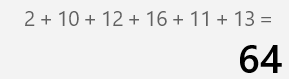 2 + 10 + 12 + 16 + 11 + 13 =
64